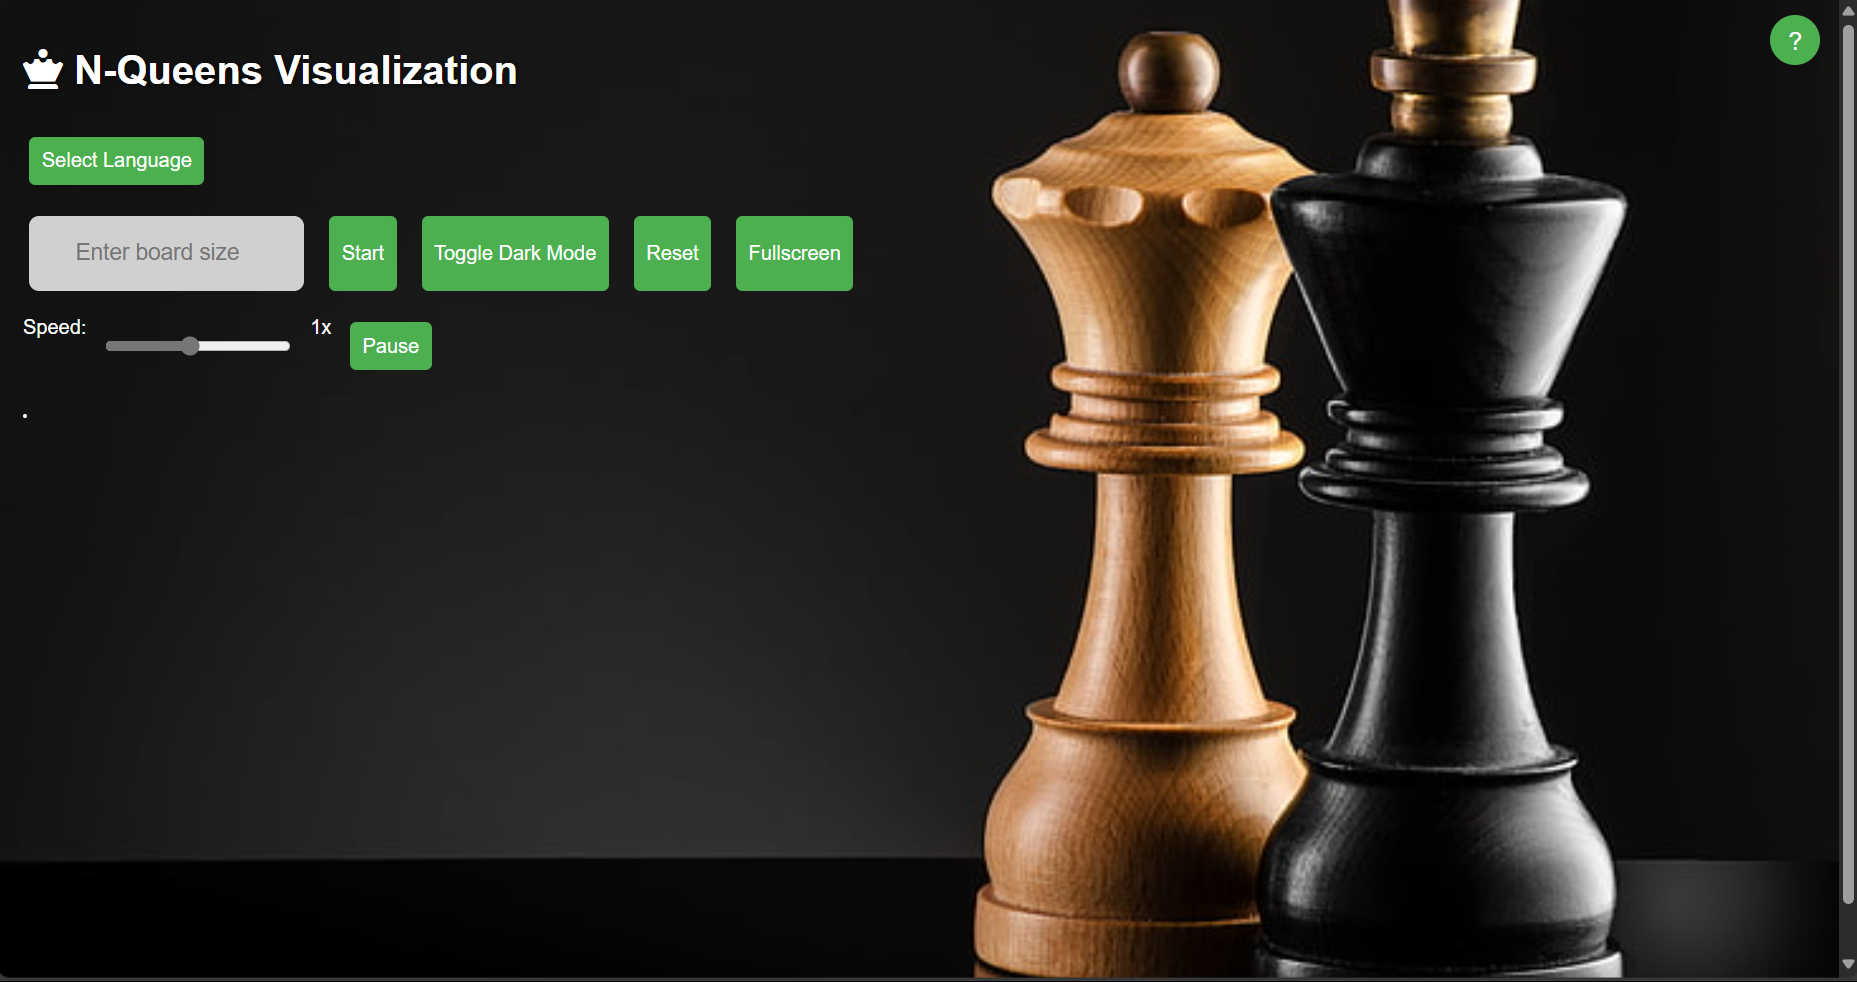 N-Queens Visualization
?
Select Language
Enter board size Start Toggle Dark Mode Reset Fullscreen
Speed: 1x Pause
.